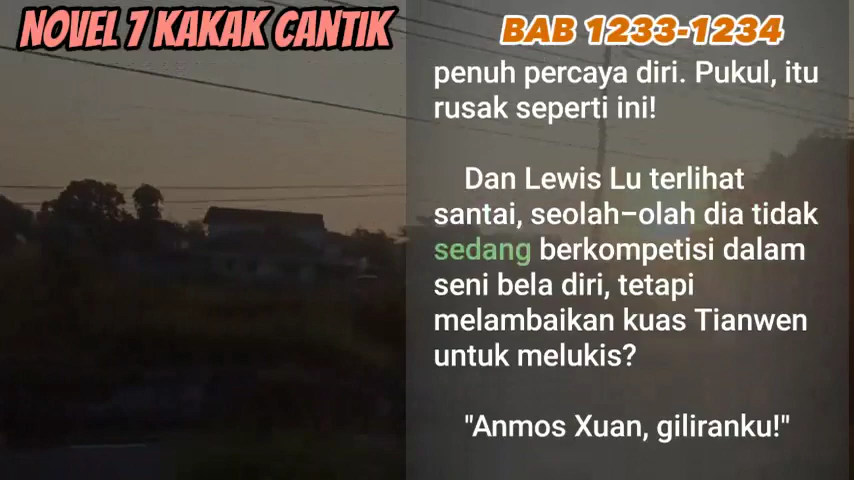 NOVEL 7 KAKAK CANTIK
BAB 1233-1234
penuh percaya diri. Pukul, itu
rusak seperti ini!
Dan Lewis Lu terlihat
santai, seolah-olah dia tidak
sedang berkompetisi dalam
seni bela diri, tetapi
melambaikan kuas Tianwen
untuk melukis?
"Anmos Xuan, giliranku!"